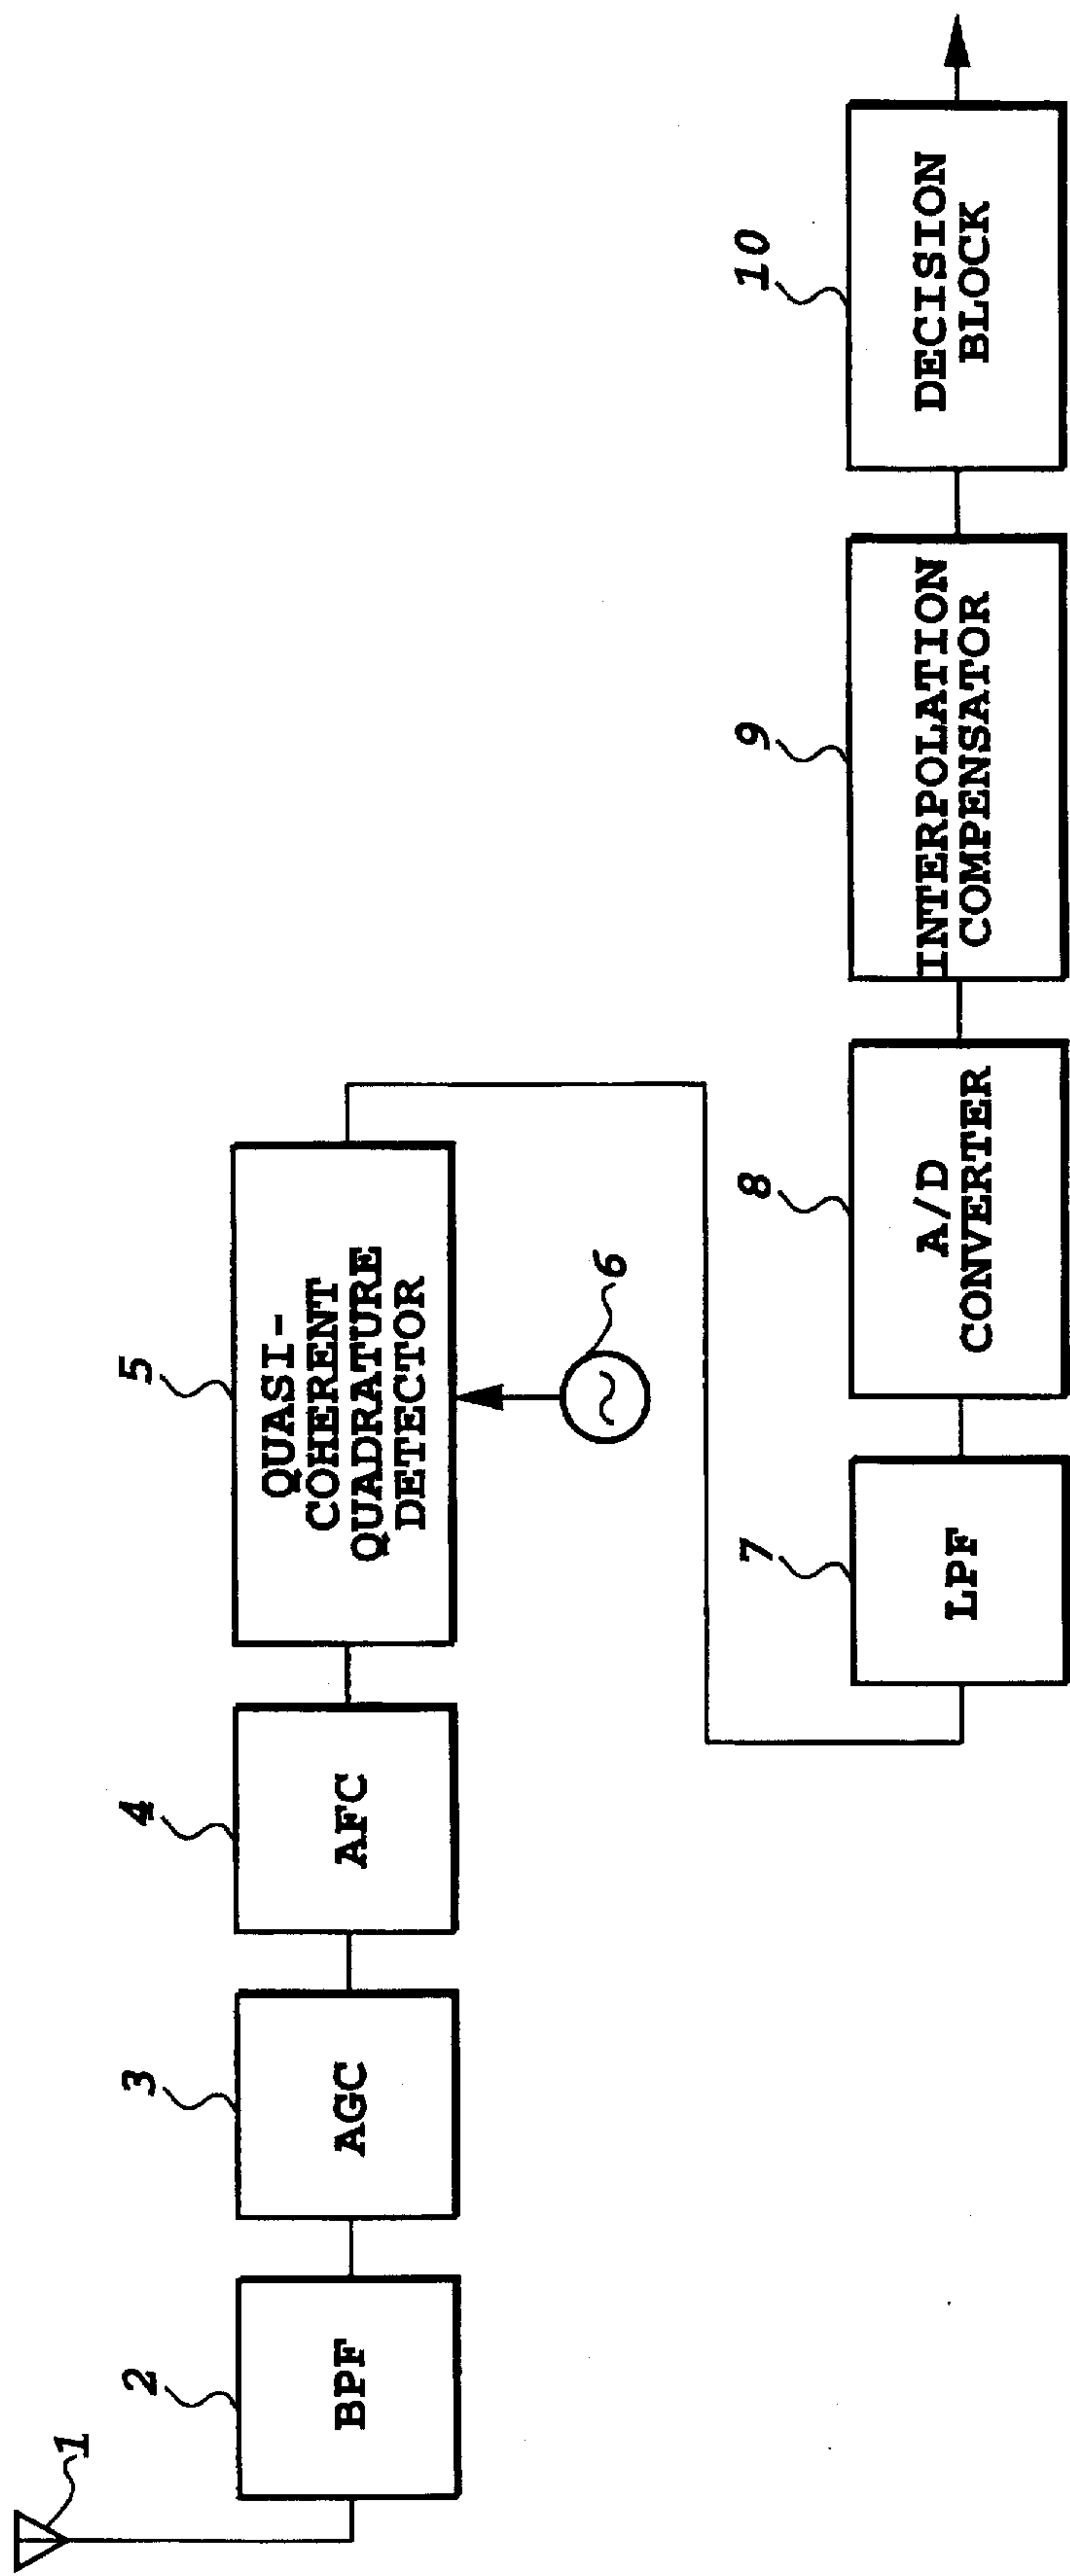 1
2
BPF
3
AGC
4
AFC
5
QUASI-
COHERENT
QUADRATURE
DETECTOR
6
7
LPF
8
A/D
CONVERTER
9
INTERPOLATION
COMPENSATOR
10
DECISION
BLOCK